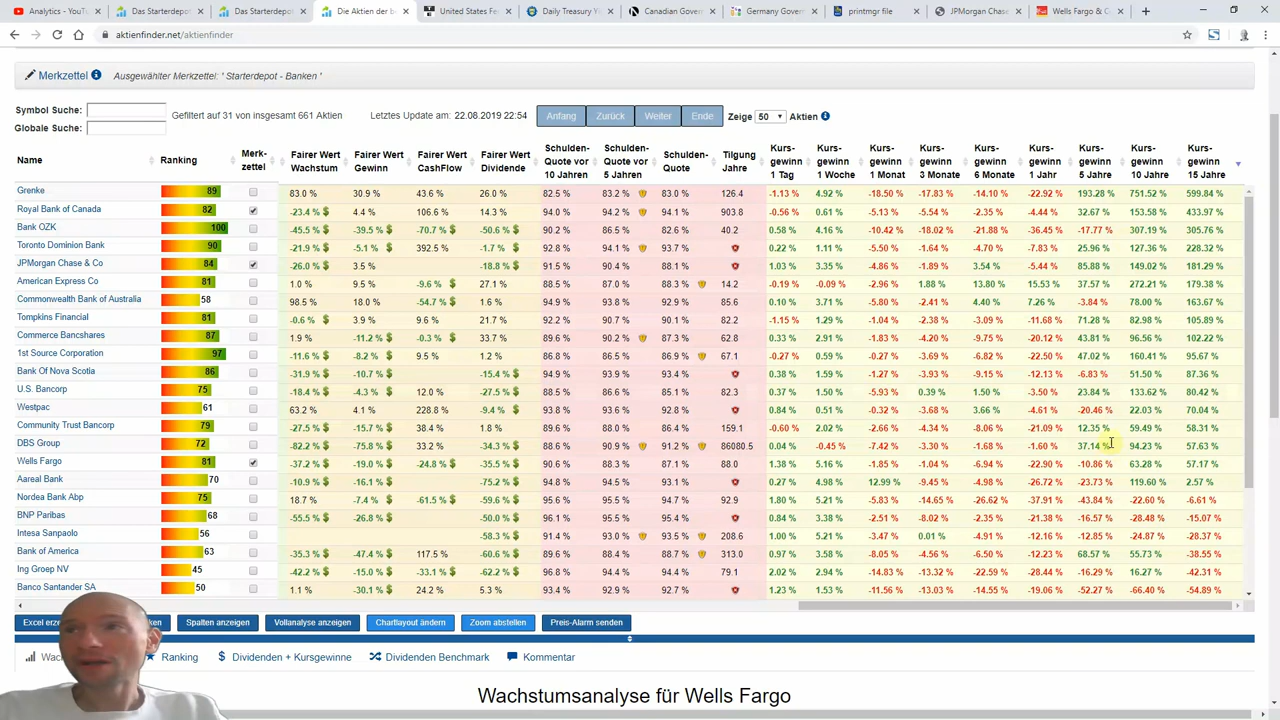 Analytics - YouTu
Das Starterdepot
Das Starterdepot
Die Aktien der b
United States Fe
Daily Treasury Yi
Canadian Gover
Germany Govern
printmgr file
JPMorgan Chase
Wells Fargo & C
aktienfinder.net/aktienfinder
Merkzettel Ausgewählter Merkzettel: ' Starterdepot - Banken '
Symbol Suche:
Globale Suche:
Gefiltert auf 31 von insgesamt 661 Aktien
Letztes Update am: 22.08.2019 22:54
Anfang Zurück Weiter Ende
Zeige 50 Aktien
Name Ranking Merk-zettel Fairer Wert Wachstum Fairer Wert Gewinn Fairer Wert CashFlow Fairer Wert Dividende Schulden-Quote vor 10 Jahren Schulden-Quote vor 5 Jahren Schulden-Quote Tilgung Jahre Kurs-gewinn 1 Tag Kurs-gewinn 1 Woche Kurs-gewinn 1 Monat Kurs-gewinn 3 Monate Kurs-gewinn 6 Monate Kurs-gewinn 1 Jahr Kurs-gewinn 5 Jahre Kurs-gewinn 10 Jahre Kurs-gewinn 15 Jahre
Grenke 89 83.0 % 30.9 % 43.6 % 26.0 % 82.5 % 83.2 % 83.0 % 126.4 -1.13 % 4.92 % -18.50 % -17.83 % -14.10 % -22.92 % 193.28 % 751.52 % 599.84 %
Royal Bank of Canada 82 -23.4 % $ 4.4 % 106.6 % 14.3 % 94.0 % 94.2 % 94.1 % 903.8 -0.56 % 0.61 % -5.13 % -5.54 % -2.35 % -4.44 % 32.67 % 153.58 % 433.97 %
Bank OZK 100 -45.5 % $ -39.5 % $ -70.7 % $ -50.6 % $ 90.2 % 86.5 % 82.6 % 40.2 0.58 % 4.16 % -10.42 % -18.02 % -21.88 % -36.45 % -17.77 % 307.19 % 305.76 %
Toronto Dominion Bank 90 -21.9 % $ -5.1 % $ 392.5 % -1.7 % $ 92.8 % 94.1 % 93.7 % 0.22 % 1.11 % -5.50 % -1.64 % -4.70 % -7.83 % 25.96 % 127.36 % 228.32 %
JPMorgan Chase & Co 84 -26.0 % $ 3.5 % -18.8 % $ 91.5 % 90.4 % 88.1 % 1.03 % 3.35 % -4.86 % -1.89 % 3.54 % -5.44 % 85.88 % 149.02 % 181.29 %
American Express Co 81 1.0 % 9.5 % -9.6 % $ 27.1 % 88.5 % 87.0 % 88.3 % 14.2 -0.19 % -0.09 % -2.96 % 1.88 % 13.80 % 15.53 % 37.57 % 272.21 % 179.38 %
Commonwealth Bank of Australia 58 98.5 % 18.0 % -54.7 % $ 1.6 % 94.9 % 93.8 % 92.9 % 85.6 0.10 % 3.71 % -5.80 % -2.41 % 4.40 % 7.26 % -3.84 % 78.00 % 163.67 %
Tompkins Financial 81 -0.6 % $ 3.9 % 9.6 % 21.7 % 92.2 % 90.7 % 90.1 % 82.2 -1.15 % 1.29 % -1.04 % -2.38 % -3.09 % -11.68 % 71.28 % 82.98 % 105.89 %
Commerce Bancshares 87 1.9 % -11.2 % $ -0.3 % $ 33.7 % 89.6 % 90.2 % 87.3 % 62.8 0.33 % 2.91 % -1.83 % -4.20 % -9.75 % -20.12 % 43.81 % 96.56 % 102.22 %
1st Source Corporation 97 -11.6 % $ -8.2 % $ 9.5 % 1.2 % 86.8 % 86.5 % 86.9 % 67.1 -0.27 % 0.59 % -0.27 % -3.69 % -6.82 % -22.50 % 47.02 % 160.41 % 95.67 %
Bank Of Nova Scotia 86 -31.9 % $ -10.7 % $ -15.4 % $ 94.9 % 93.9 % 93.4 % 0.38 % 1.59 % -1.27 % -3.93 % -9.15 % -12.13 % -6.83 % 51.50 % 87.36 %
U.S. Bancorp 75 -18.4 % $ -4.3 % $ 12.0 % -27.5 % $ 90.8 % 88.4 % 85.1 % 82.3 0.37 % 1.50 % -5.93 % 0.39 % 1.50 % -3.50 % 23.84 % 133.62 % 80.42 %
Westpac 61 63.2 % 4.1 % 228.8 % -9.4 % $ 93.8 % 93.6 % 92.8 % 0.84 % 0.51 % -0.32 % -3.68 % 3.66 % -4.61 % -20.46 % 22.03 % 70.04 %
Community Trust Bancorp 79 -27.5 % $ -15.7 % $ 38.4 % 1.8 % 89.6 % 88.0 % 86.4 % 159.1 -0.60 % 2.02 % -2.66 % -2.94 % -8.06 % -21.09 % 12.35 % 59.49 % 58.31 %
DBS Group 72 -82.2 % $ -75.8 % $ 33.2 % -34.3 % $ 88.6 % 90.9 % 91.2 % 86080.5 0.04 % -0.45 % -7.42 % -3.30 % -1.68 % -1.60 % 37.14 % 94.23 % 57.63 %
Wells Fargo 81 -37.2 % $ -19.0 % $ -24.8 % $ -35.5 % $ 90.6 % 88.3 % 87.1 % 88.0 1.38 % 5.16 % -1.85 % -1.04 % -6.94 % -22.90 % -10.86 % 63.28 % 57.17 %
Aareal Bank 70 -10.9 % $ -16.1 % $ -75.2 % $ 94.8 % 95.5 % 93.1 % 0.27 % 4.98 % 12.99 % -9.45 % -4.98 % -26.72 % -23.73 % 119.60 % 2.57 %
Nordea Bank Abp 75 18.7 % -7.4 % $ -61.5 % $ -59.6 % $ 95.6 % 95.4 % 94.7 % 92.9 1.80 % 5.21 % -5.83 % -14.65 % -26.62 % -37.91 % -43.84 % -22.60 % -6.61 %
BNP Paribas 68 -55.5 % $ -26.8 % $ -50.0 % $ 96.1 % 95.5 % 95.4 % 0.84 % 3.38 % -2.51 % -8.02 % -2.35 % -21.38 % -16.57 % -28.48 % -15.07 %
Intesa Sanpaolo 56 -58.3 % $ 91.4 % 93.0 % 93.5 % 208.6 1.00 % 5.21 % -3.47 % 0.01 % -4.91 % -12.16 % -12.85 % -24.87 % -28.37 %
Bank of America 63 -35.3 % $ -47.4 % $ 117.5 % -60.6 % $ 89.6 % 88.4 % 88.7 % 313.0 0.97 % 3.58 % -8.05 % -4.56 % -6.50 % -12.23 % 68.57 % 55.73 % -38.55 %
Ing Groep NV 45 -42.2 % $ -15.0 % $ -33.1 % $ -62.2 % $ 96.8 % 94.4 % 94.4 % 79.1 2.02 % 2.94 % -14.83 % -13.32 % -22.59 % -28.44 % -16.29 % 16.27 % -42.31 %
Banco Santander SA 50 1.1 % -30.1 % $ 24.2 % 5.3 % 93.4 % 92.9 % 92.7 % 1.23 % 1.53 % -11.56 % -13.03 % -14.55 % -19.06 % -52.27 % -66.40 % -54.89 %
Excel erze ken Spalten anzeigen Vollanalyse anzeigen Chartlayout ändern Zoom abstellen Preis-Alarm senden
Wac Ranking $ Dividenden + Kursgewinne Dividenden Benchmark Kommentar
Wachstumsanalyse für Wells Fargo